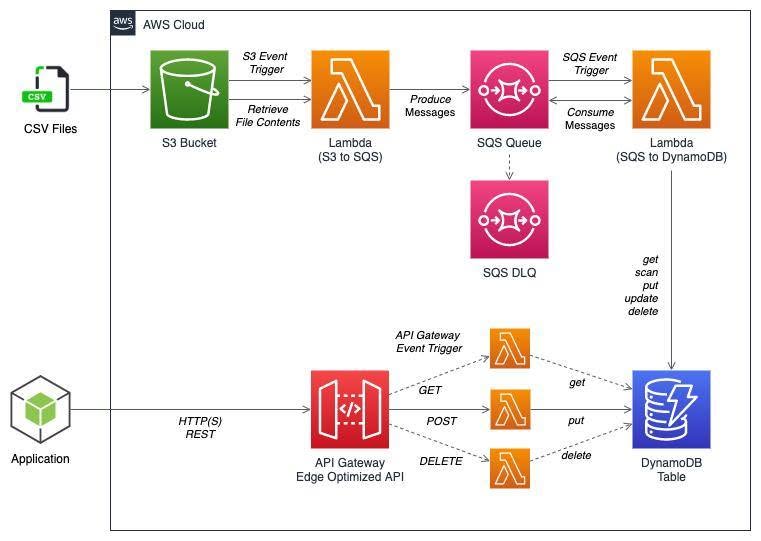 aws
AWS Cloud
CSV
CSV Files
S3 Event
Trigger
Retrieve
File Contents
S3 Bucket
Lambda
(S3 to SQS)
Produce
Messages
SQS Queue
SQS Event
Trigger
Consume
Messages
Lambda
(SQS to DynamoDB)
SQS DLQ
get
scan
put
update
delete
API Gateway
Event Trigger
GET
get
</>
HTTP(S)
REST
POST
put
DELETE
delete
Application
API Gateway
Edge Optimized API
DynamoDB
Table